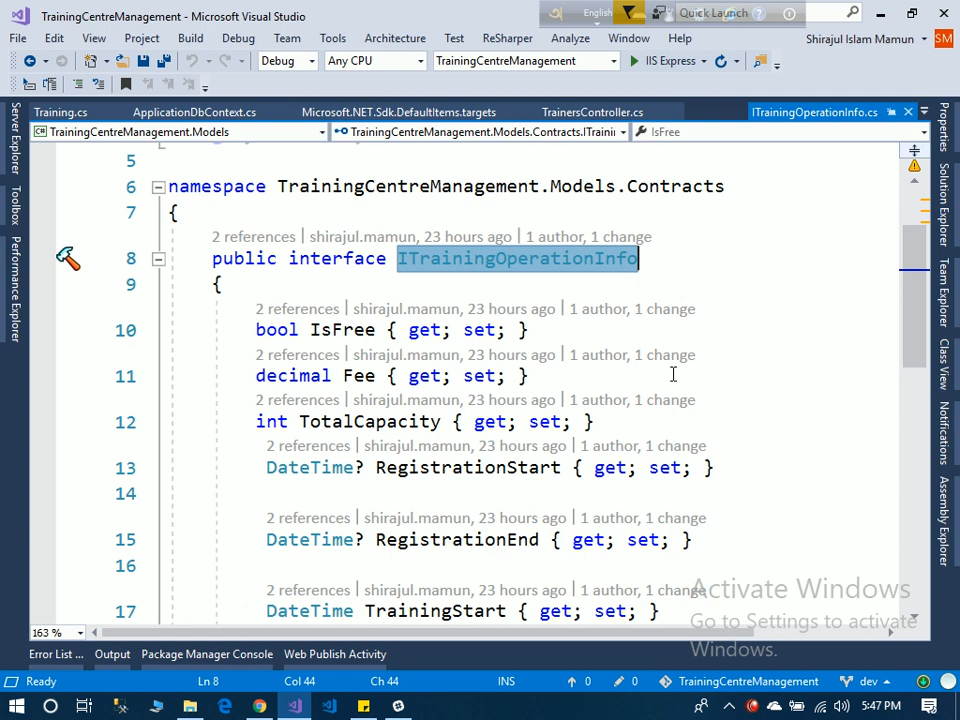 TrainingCentreManagement - Microsoft Visual Studio
English
Quick Launch
File Edit View Project Build Debug Team Tools Architecture Test ReSharper Analyze Window Help
Shirajul Islam Mamun SM
Debug Any CPU TrainingCentreManagement IIS Express
Training.cs ApplicationDbContext.cs Microsoft.NET.Sdk.DefaultItems.targets TrainersController.cs ITrainingOperationInfo.cs
C# TrainingCentreManagement.Models TrainingCentreManagement.Models.Contracts.ITraini IsFree
Server Explorer
Toolbox
Performance Explorer
5
6 namespace TrainingCentreManagement.Models.Contracts
7 {
2 references | shirajul.mamun, 23 hours ago | 1 author, 1 change
8 public interface ITrainingOperationInfo
9 {
2 references | shirajul.mamun, 23 hours ago | 1 author, 1 change
10 bool IsFree { get; set; }
2 references | shirajul.mamun, 23 hours ago | 1 author, 1 change
11 decimal Fee { get; set; }
2 references | shirajul.mamun, 23 hours ago | 1 author, 1 change
12 int TotalCapacity { get; set; }
2 references | shirajul.mamun, 23 hours ago | 1 author, 1 change
13 DateTime? RegistrationStart { get; set; }
14
2 references | shirajul.mamun, 23 hours ago | 1 author, 1 change
15 DateTime? RegistrationEnd { get; set; }
16
2 references | shirajul.mamun, 23 hours ago | 1 author, 1 change
17 DateTime TrainingStart { get; set; }
Properties
Solution Explorer
Team Explorer
Class View
Notifications
Assembly Explorer
Activate Windows
Go to Settings to activate
Windows.
163 %
Error List ... Output Package Manager Console Web Publish Activity
Ready Ln 8 Col 44 Ch 44 INS 0 0 TrainingCentreManagement dev
5:47 PM